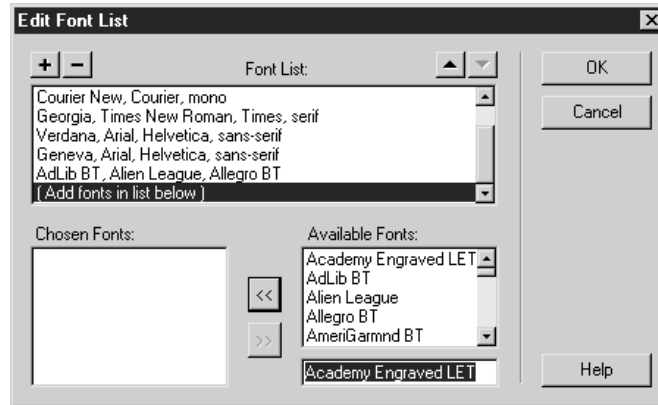 Edit Font List
+ − Font List:
OK
Courier New, Courier, mono
Georgia, Times New Roman, Times, serif
Verdana, Arial, Helvetica, sans-serif
Geneva, Arial, Helvetica, sans-serif
AdLib BT, Alien League, Allegro BT
( Add fonts in list below )
Cancel
Chosen Fonts:
Available Fonts:
Academy Engraved LET
AdLib BT
Alien League
Allegro BT
AmeriGarmnd BT
<<
>>
Academy Engraved LET
Help